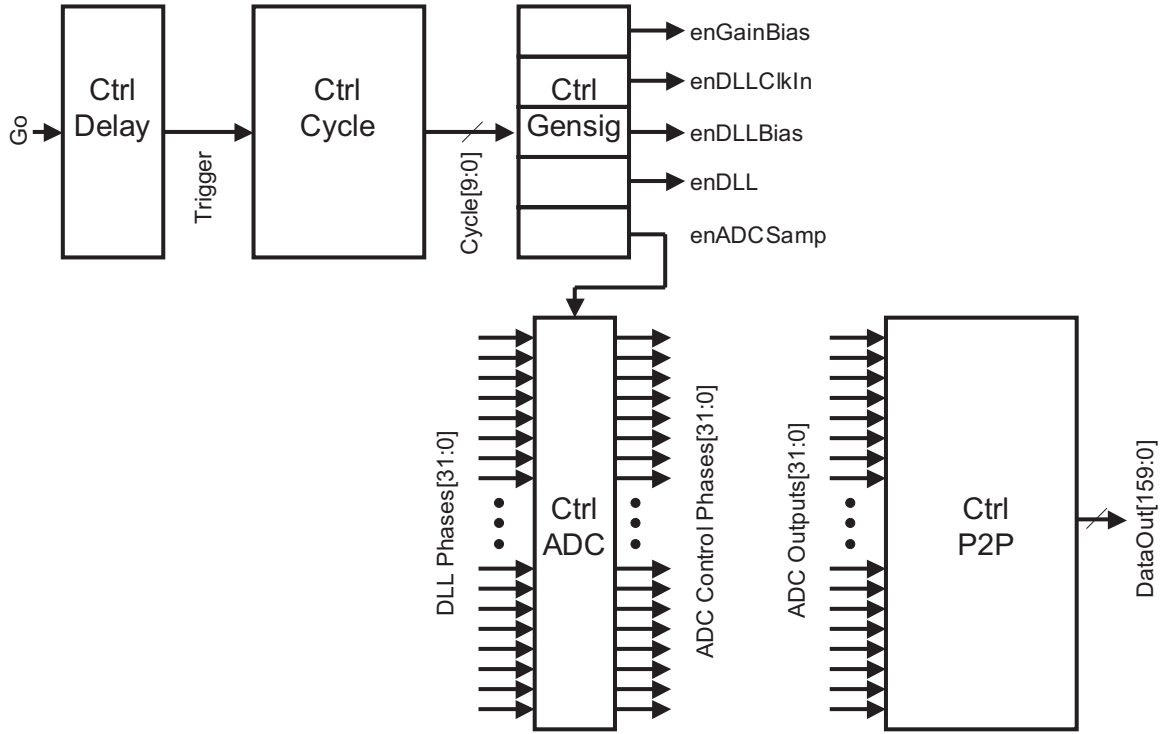 Go
Ctrl
Delay
Trigger
Ctrl
Cycle
Cycle[9:0]
Ctrl
Gensig
enGainBias
enDLLClkIn
enDLLBias
enDLL
enADCSamp
DLL Phases[31:0]
Ctrl
ADC
ADC Control Phases[31:0]
ADC Outputs[31:0]
Ctrl
P2P
DataOut[159:0]